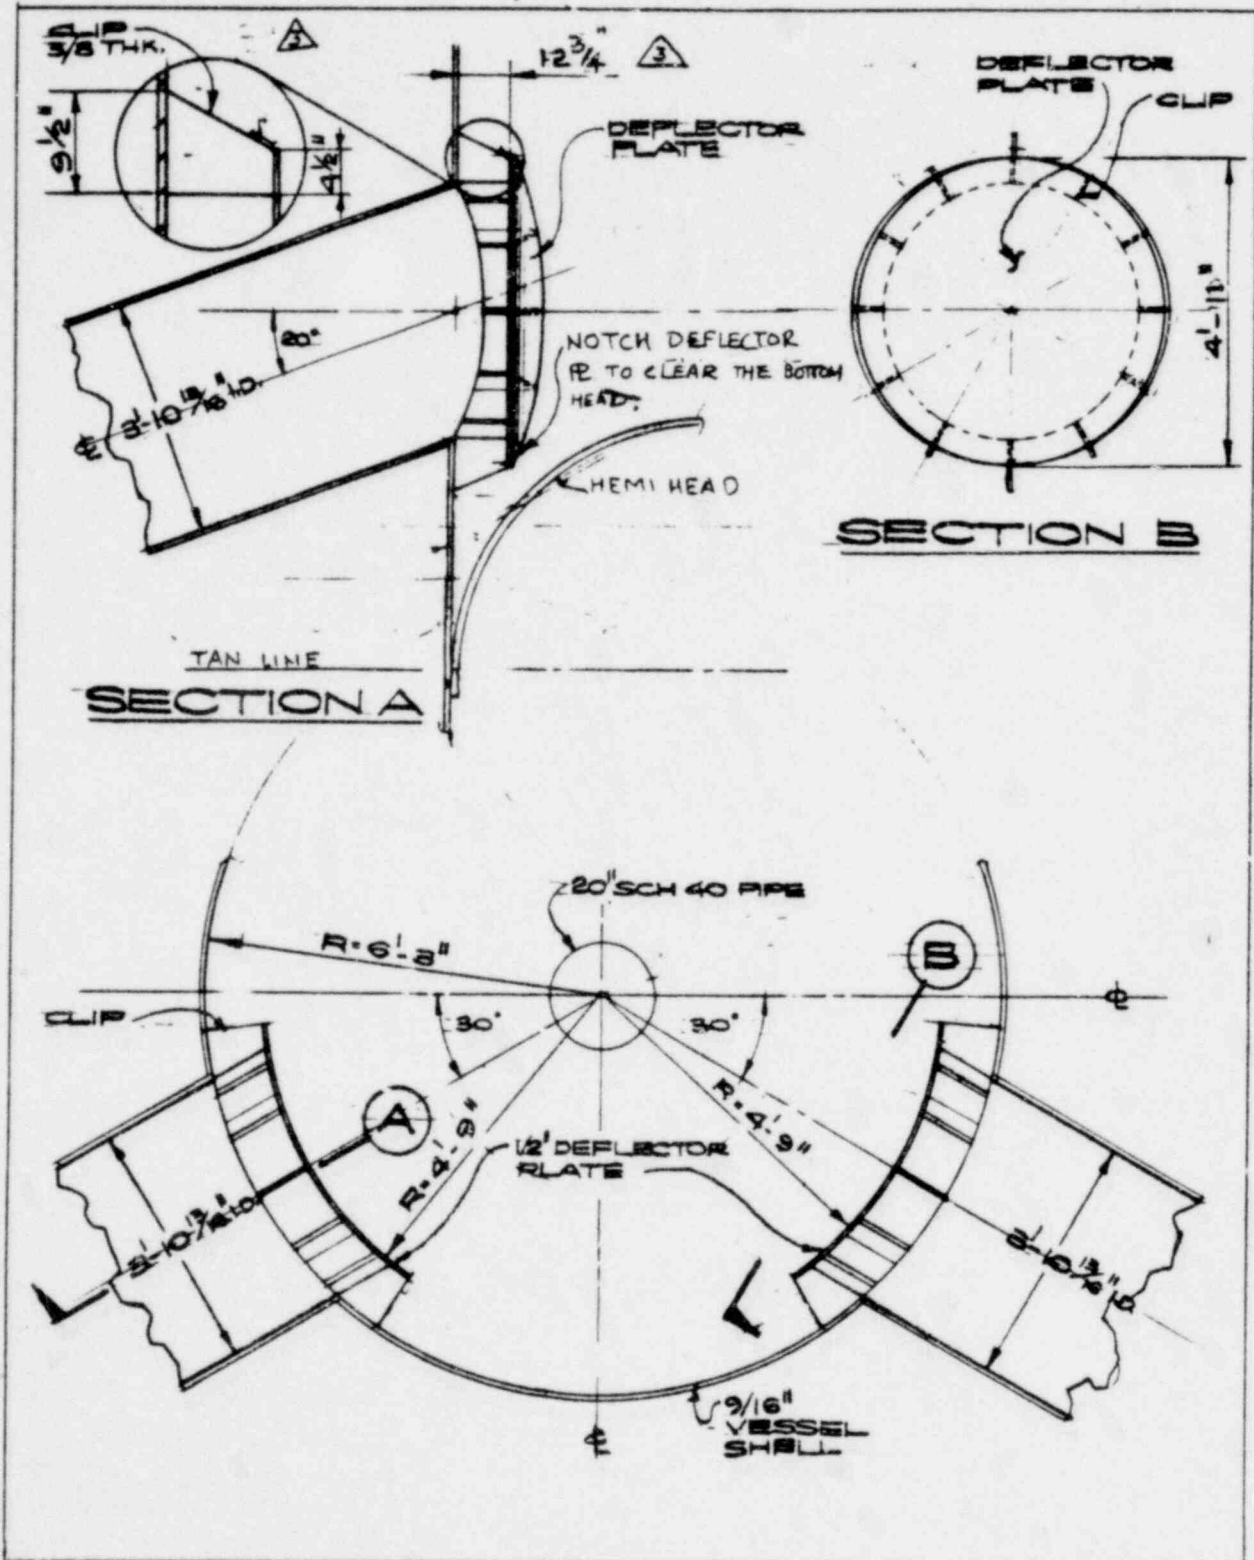 CLIP
3/8 THK.
3
12 3/4"
3
DEFLECTOR
PLATE
9 1/2"
4 1/2"
DEFLECTOR
PLATE
CLIP
20°
3'-10 13/16" I.D.
℄
NOTCH DEFLECTOR
℄ TO CLEAR THE BOTTOM
HEAD.
HEMI HEAD
4'-11"
SECTION B
TAN LINE
SECTION A
20" SCH 40 PIPE
R=6'-8"
B
℄
CLIP
30°
30°
A
R=4'-9"
R=4'-9"
1/2" DEFLECTOR
PLATE
3'-10 13/16" I.D.
3'-10 13/16" I.D.
9/16"
VESSEL
SHELL
℄